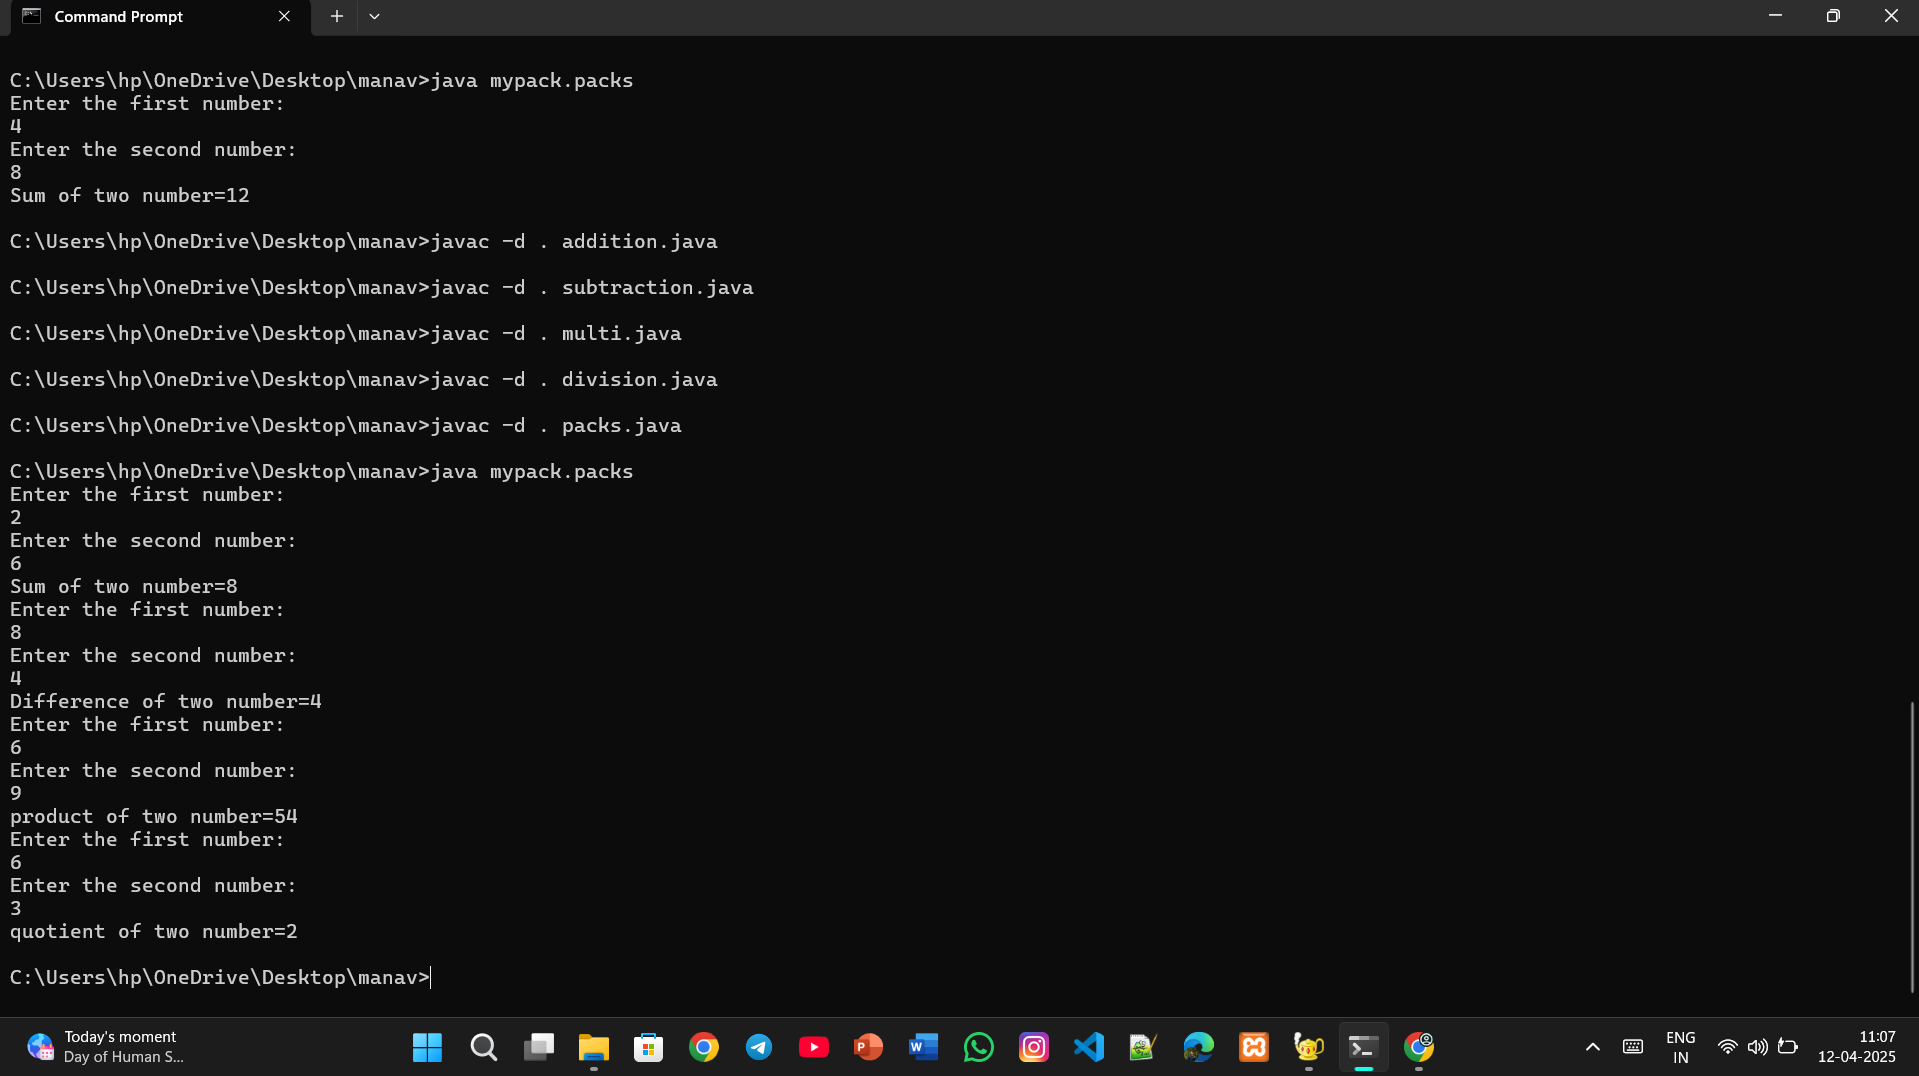 Command Prompt
C:\Users\hp\OneDrive\Desktop\manav>java mypack.packs
Enter the first number:
4
Enter the second number:
8
Sum of two number=12
C:\Users\hp\OneDrive\Desktop\manav>javac -d . addition.java
C:\Users\hp\OneDrive\Desktop\manav>javac -d . subtraction.java
C:\Users\hp\OneDrive\Desktop\manav>javac -d . multi.java
C:\Users\hp\OneDrive\Desktop\manav>javac -d . division.java
C:\Users\hp\OneDrive\Desktop\manav>javac -d . packs.java
C:\Users\hp\OneDrive\Desktop\manav>java mypack.packs
Enter the first number:
2
Enter the second number:
6
Sum of two number=8
Enter the first number:
8
Enter the second number:
4
Difference of two number=4
Enter the first number:
6
Enter the second number:
9
product of two number=54
Enter the first number:
6
Enter the second number:
3
quotient of two number=2
C:\Users\hp\OneDrive\Desktop\manav>
Today's moment
Day of Human S...
ENG
IN
11:07
12-04-2025